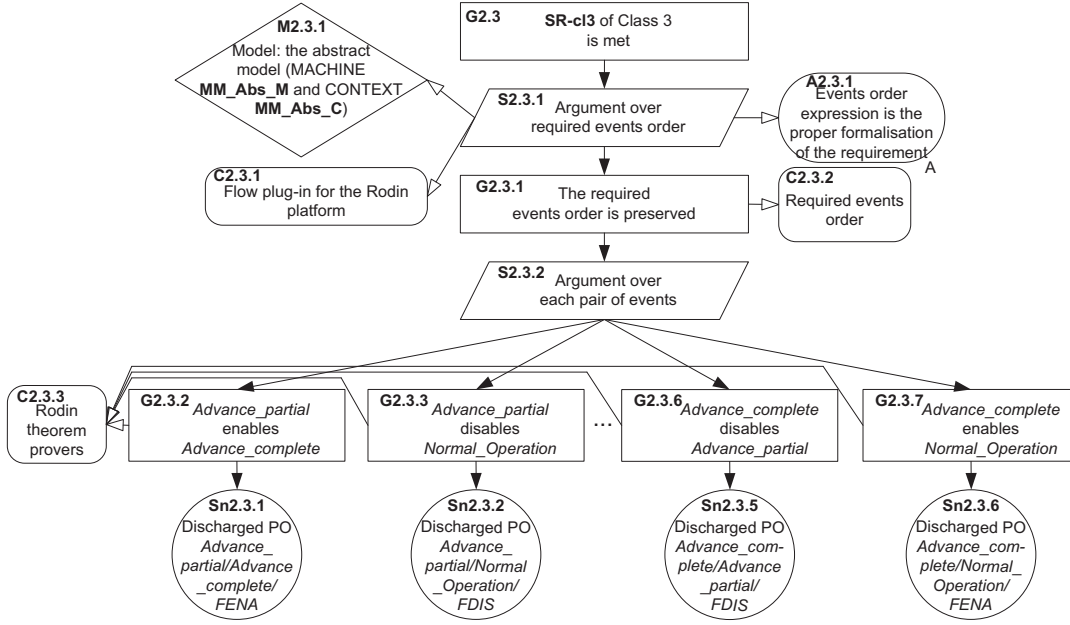 M2.3.1
Model: the abstract
model (MACHINE
MM_Abs_M and CONTEXT
MM_Abs_C)
G2.3
SR-cl3 of Class 3
is met
S2.3.1
Argument over
required events order
A2.3.1
Events order
expression is the
proper formalisation
of the requirement
A
C2.3.1
Flow plug-in for the Rodin
platform
G2.3.1
The required
events order is preserved
C2.3.2
Required events
order
S2.3.2
Argument over
each pair of events
C2.3.3
Rodin
theorem
provers
G2.3.2
Advance_partial
enables
Advance_complete
G2.3.3
Advance_partial
disables
Normal_Operation
...
G2.3.6
Advance_complete
disables
Advance_partial
G2.3.7
Advance_complete
enables
Normal_Operation
Sn2.3.1
Discharged PO
Advance_
partial/Advance
_complete/
FENA
Sn2.3.2
Discharged PO
Advance_
partial/Normal
_Operation/
FDIS
Sn2.3.5
Discharged PO
Advance_com-
plete/Advance
_partial/
FDIS
Sn2.3.6
Discharged PO
Advance_com-
plete/Normal_
Operation/
FENA